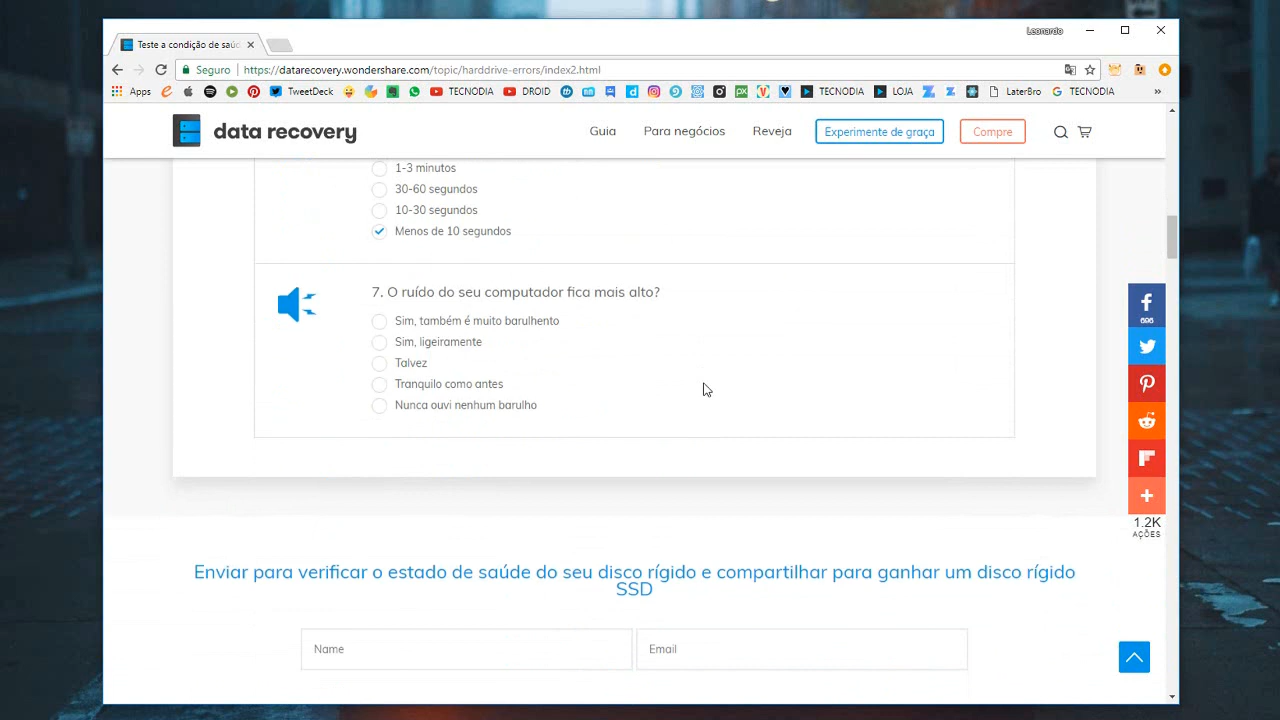 Leonardo
Teste a condição de saúd
Seguro
https://datarecovery.wondershare.com/topic/harddrive-errors/index2.html
Apps
TweetDeck
TECNODIA
DROID
TECNODIA
LOJA
LaterBro
TECNODIA
data recovery
Guia
Para negócios
Reveja
Experimente de graça
Compre
1-3 minutos
30-60 segundos
10-30 segundos
Menos de 10 segundos
7. O ruído do seu computador fica mais alto?
Sim, também é muito barulhento
Sim, ligeiramente
Talvez
Tranquilo como antes
Nunca ouvi nenhum barulho
696
1.2K
AÇÕES
Enviar para verificar o estado de saúde do seu disco rígido e compartilhar para ganhar um disco rígido
SSD
Name
Email